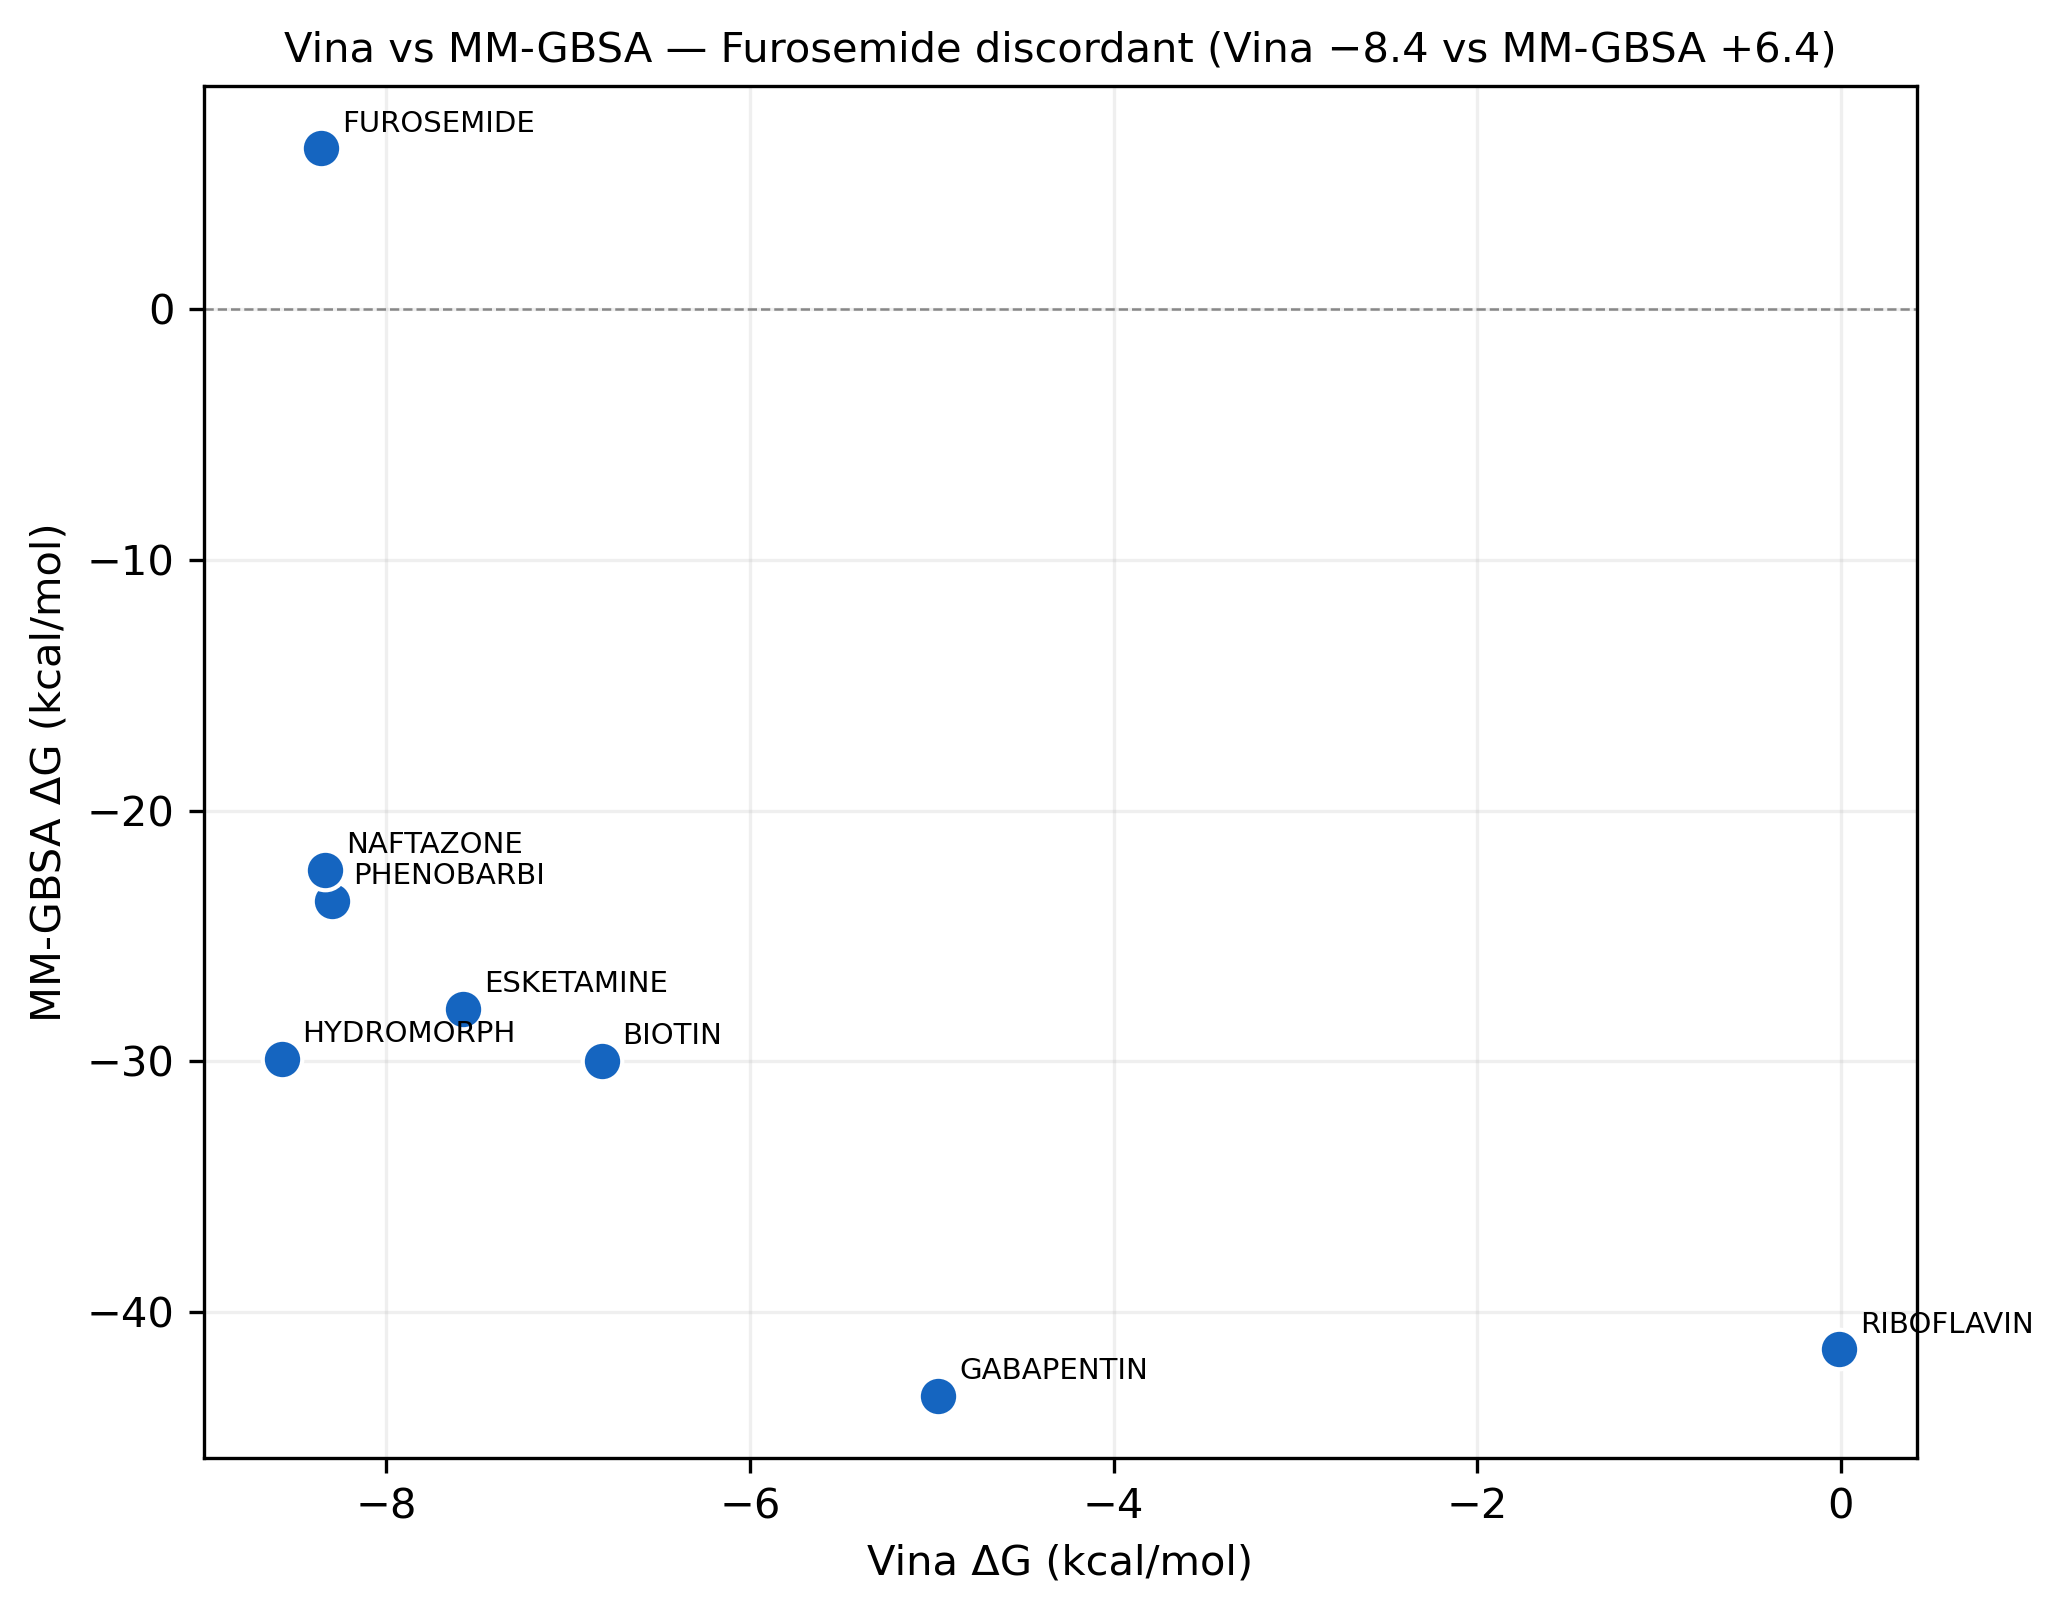 Vina vs MM-GBSA — Furosemide discordant (Vina −8.4 vs MM-GBSA +6.4)
FUROSEMIDE
0
−10
−20
−30
−40
MM-GBSA ΔG (kcal/mol)
NAFTAZONE
PHENOBARBI
ESKETAMINE
HYDROMORPH
BIOTIN
RIBOFLAVIN
GABAPENTIN
−8 −6 −4 −2 0
Vina ΔG (kcal/mol)